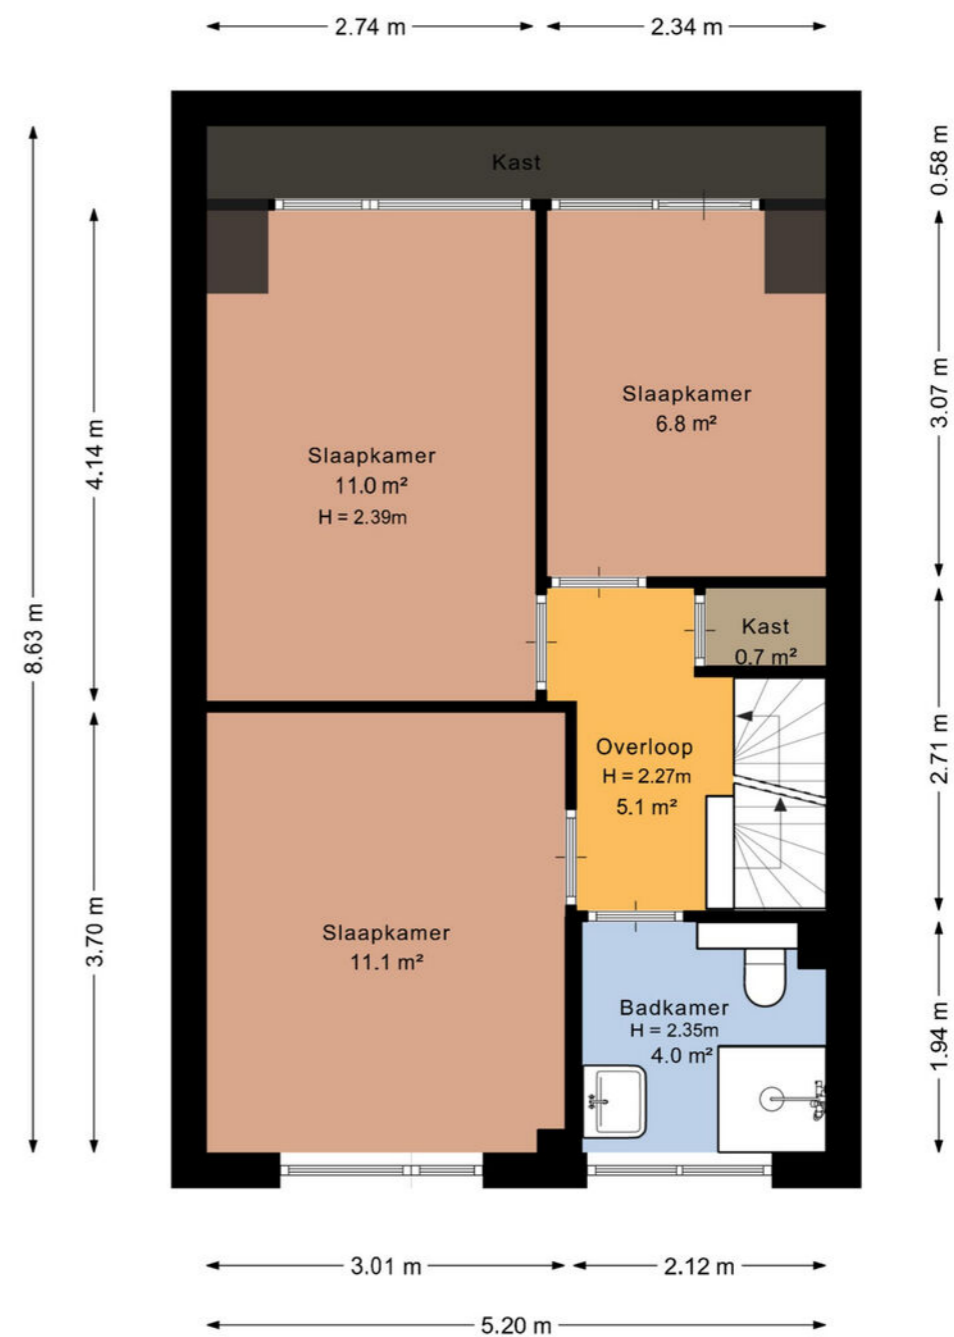 2.74 m
2.34 m
Kast
0.58 m
Slaapkamer
6.8 m²
3.07 m
4.14 m
Slaapkamer
11.0 m²
H = 2.39m
8.63 m
Kast
0.7 m²
Overloop
H = 2.27m
5.1 m²
2.71 m
3.70 m
Slaapkamer
11.1 m²
Badkamer
H = 2.35m
4.0 m²
1.94 m
3.01 m
2.12 m
5.20 m